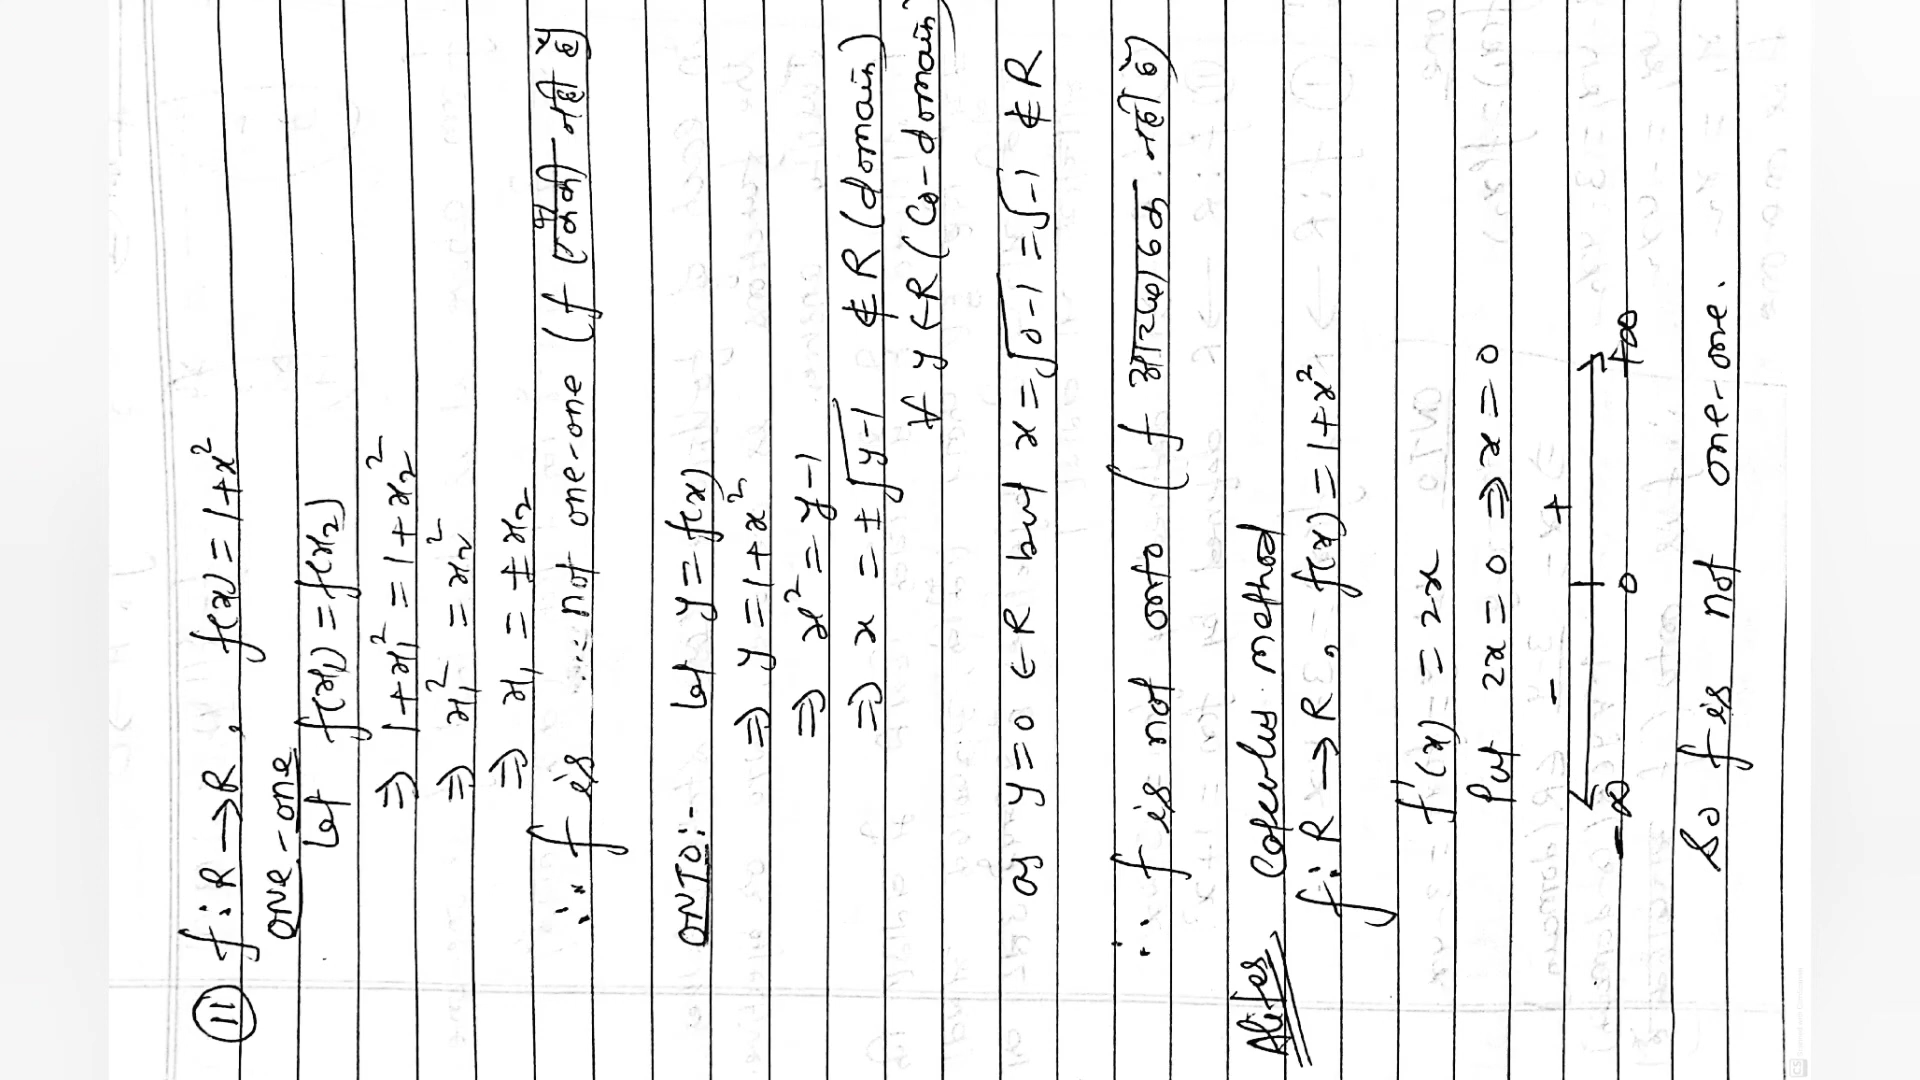 (ii) f: R → R, f(x) = 1+x²
one-one
Let f(x₁) = f(x₂)
⇒ 1+x₁² = 1+x₂²
⇒ x₁² = x₂²
⇒ x₁ = ± x₂
∴ f is not one-one (f एकैकी नहीं है)
ONTO:- Let y = f(x)
⇒ y = 1+x²
⇒ x² = y-1
⇒ x = ±√y-1 ∉ R (domain)
∀ y ∈ R (Co-domain)
as y = 0 ∈ R but x = √0-1 = √-1 ∉ R
∴ f is not onto (f आच्छादक नहीं है)
Alter, Calculus method
f: R → R, f(x) = 1+x²
f'(x) = 2x
Put 2x = 0 ⇒ x = 0
- +
-∞ 0 +∞
So f is not one-one.